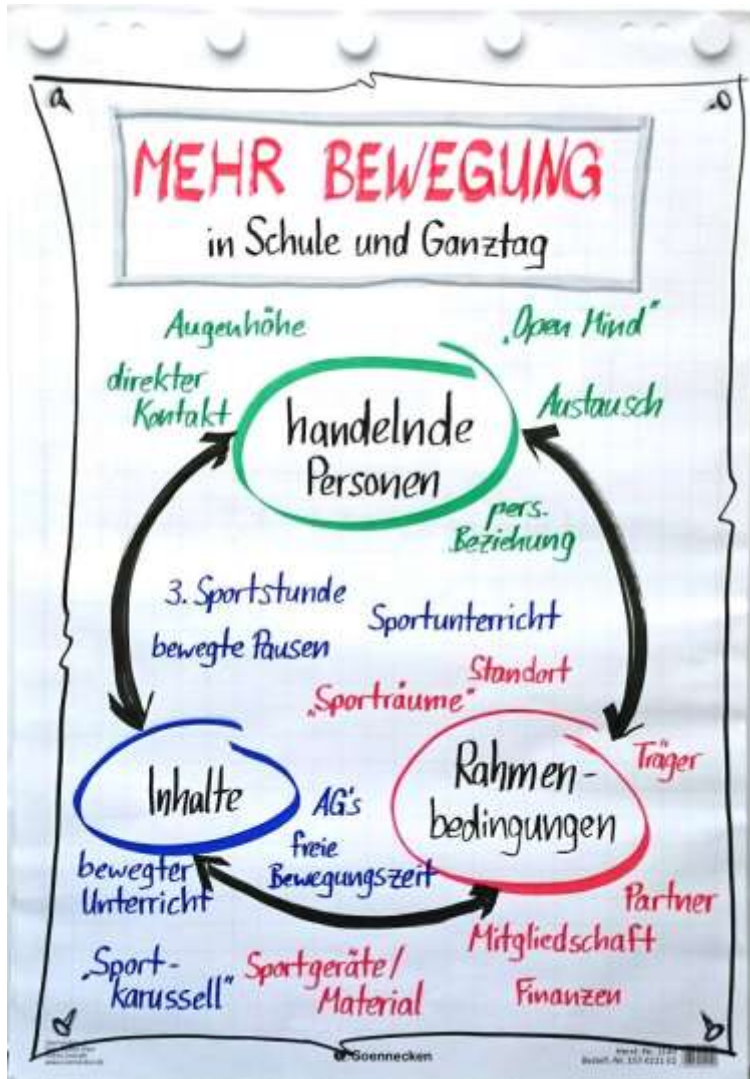 MEHR BEWEGUNG
in Schule und Ganztag
Augenhöhe
„Open Mind"
direkter
Kontakt
Austausch
handelnde
Personen
pers.
Beziehung
3. Sportstunde
Sportunterricht
bewegte Pausen
Standort
„Sporträume"
Träger
Inhalte
Rahmen-
bedingungen
AG's
freie
Bewegungszeit
bewegter
Unterricht
Partner
Mitgliedschaft
„Sport-
karussell"
Sportgeräte/
Material
Finanzen
Goennecken